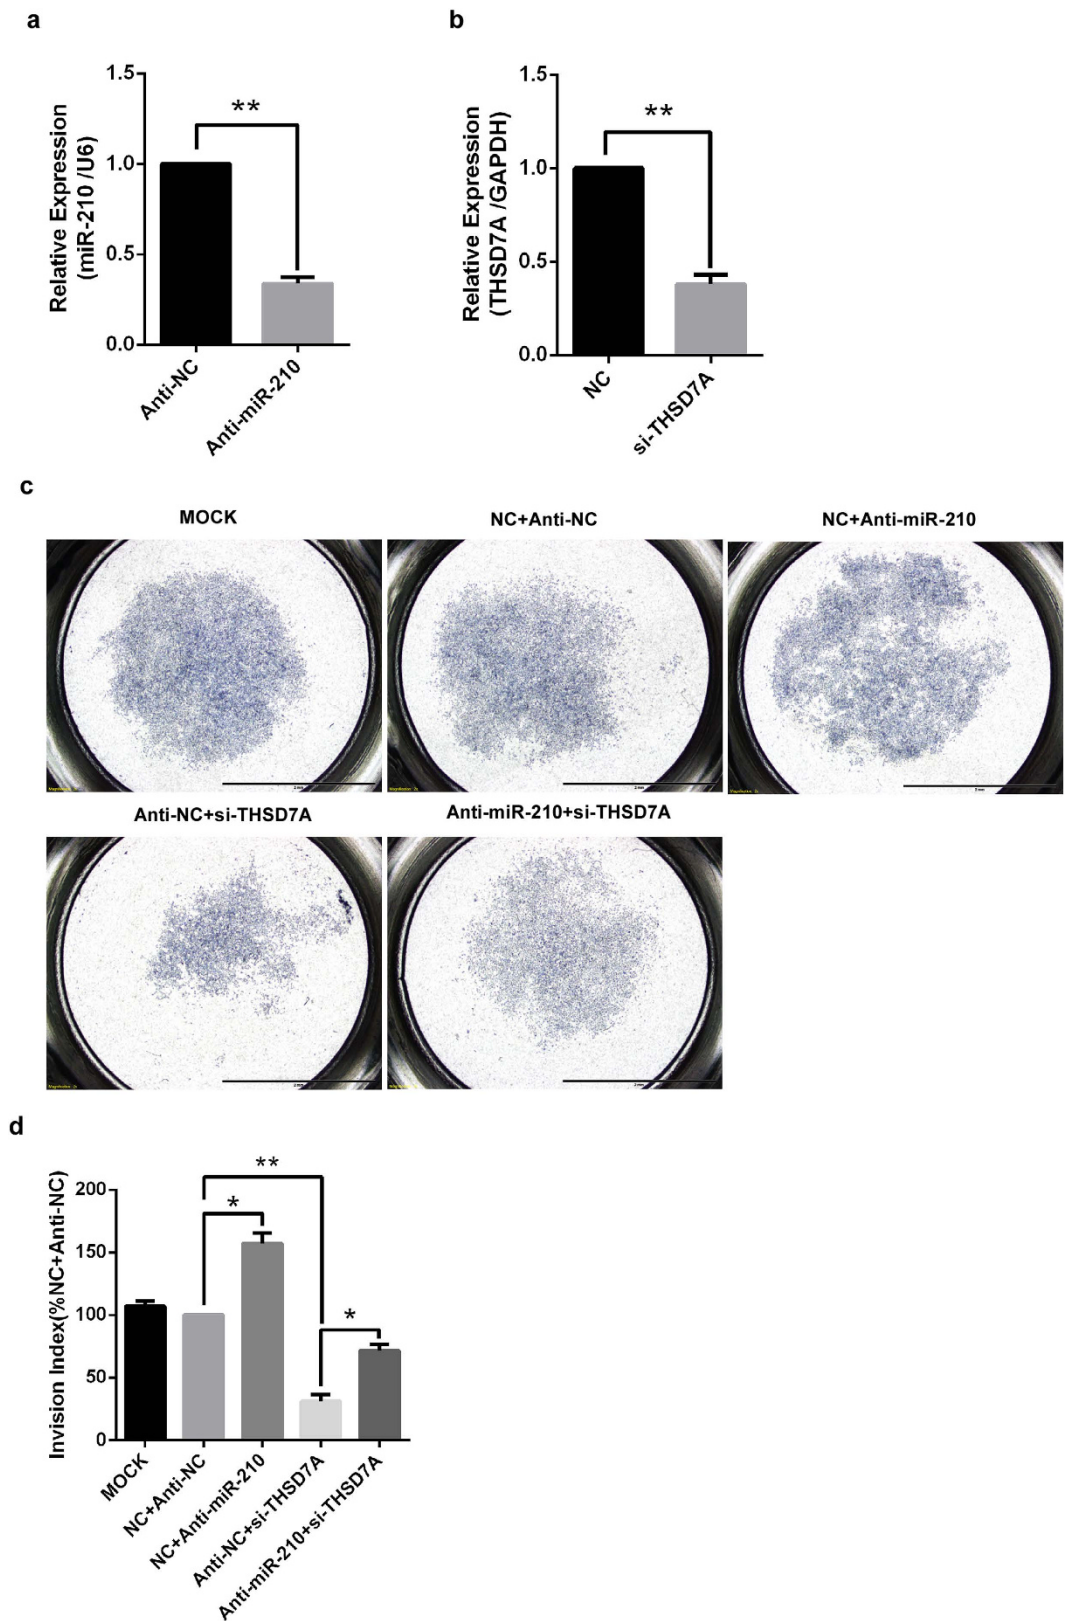 a
b
1.5
1.0
0.5
0.0
Relative Expression
(miR-210 /U6)
**
Anti-NC
Anti-miR-210
1.5
1.0
0.5
0.0
Relative Expression
(THSD7A /GAPDH)
**
NC
si-THSD7A
c
MOCK
NC+Anti-NC
NC+Anti-miR-210
Anti-NC+si-THSD7A
Anti-miR-210+si-THSD7A
d
200
150
100
50
0
Invision Index(%NC+Anti-NC)
**
*
*
MOCK
NC+Anti-NC
NC+Anti-miR-210
Anti-NC+si-THSD7A
Anti-miR-210+si-THSD7A